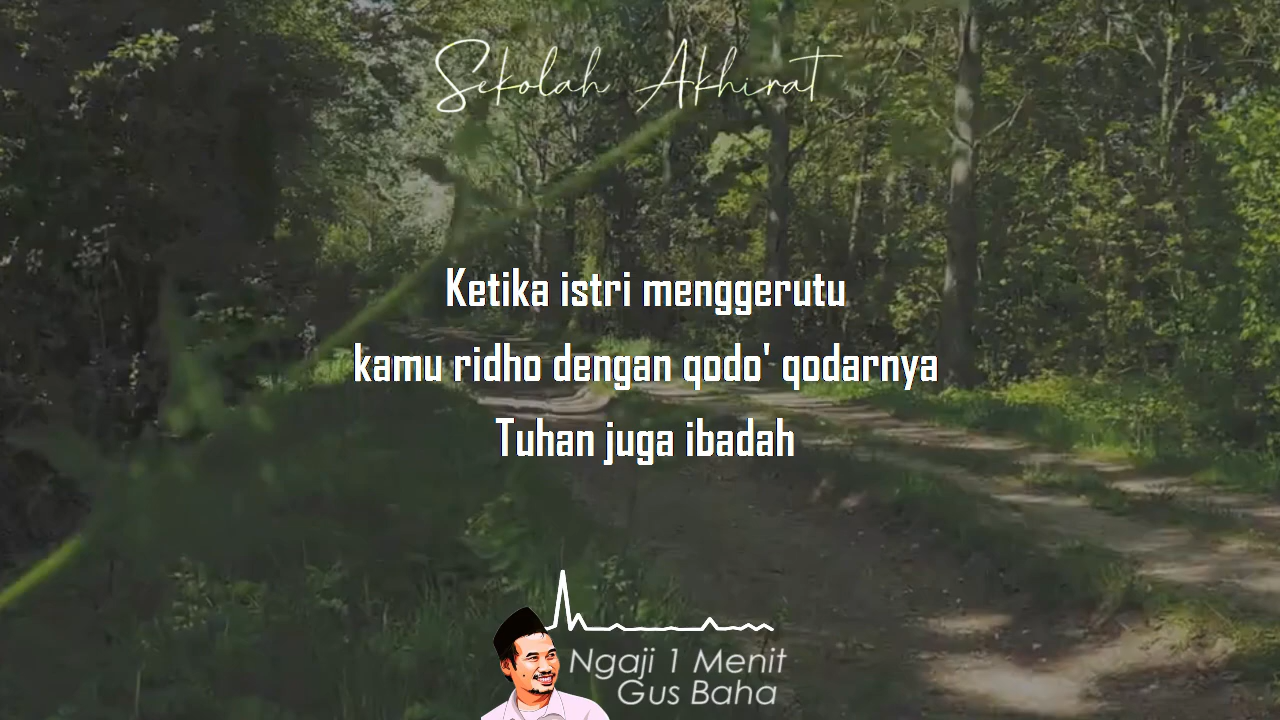 Sekolah Akhirat
Ketika istri menggerutu
kamu ridho dengan qodo' qodarnya
Tuhan juga ibadah
Ngaji 1 Menit
Gus Baha